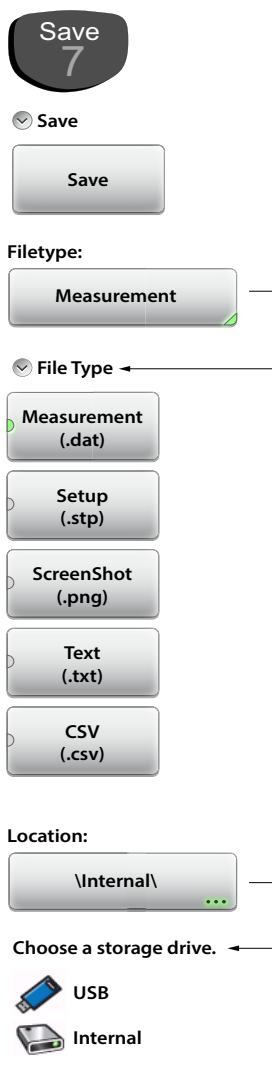 Save
7
Save
Save
Filetype:
Measurement
File Type
Measurement
(.dat)
Setup
(.stp)
ScreenShot
(.png)
Text
(.txt)
CSV
(.csv)
Location:
\Internal\
Choose a storage drive.
USB
Internal